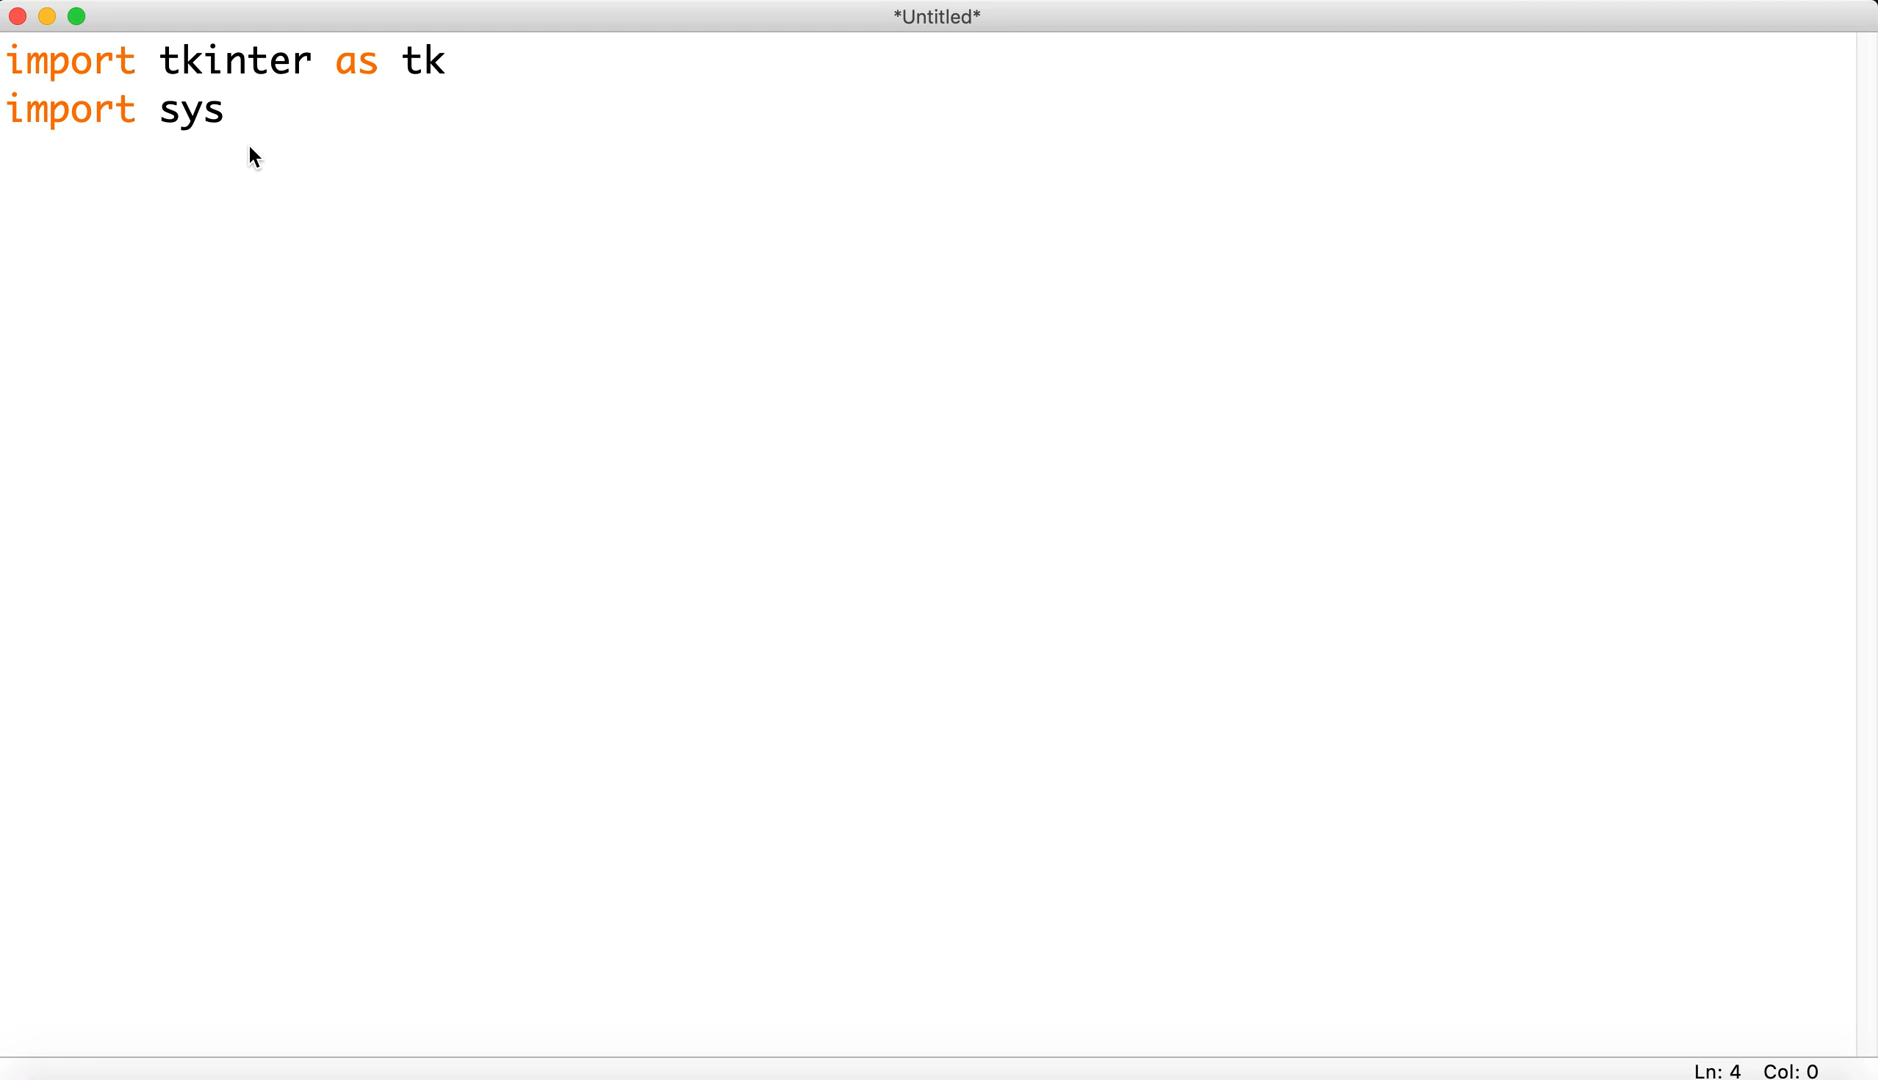 *Untitled*
import tkinter as tk
import sys
Ln: 4 Col: 0